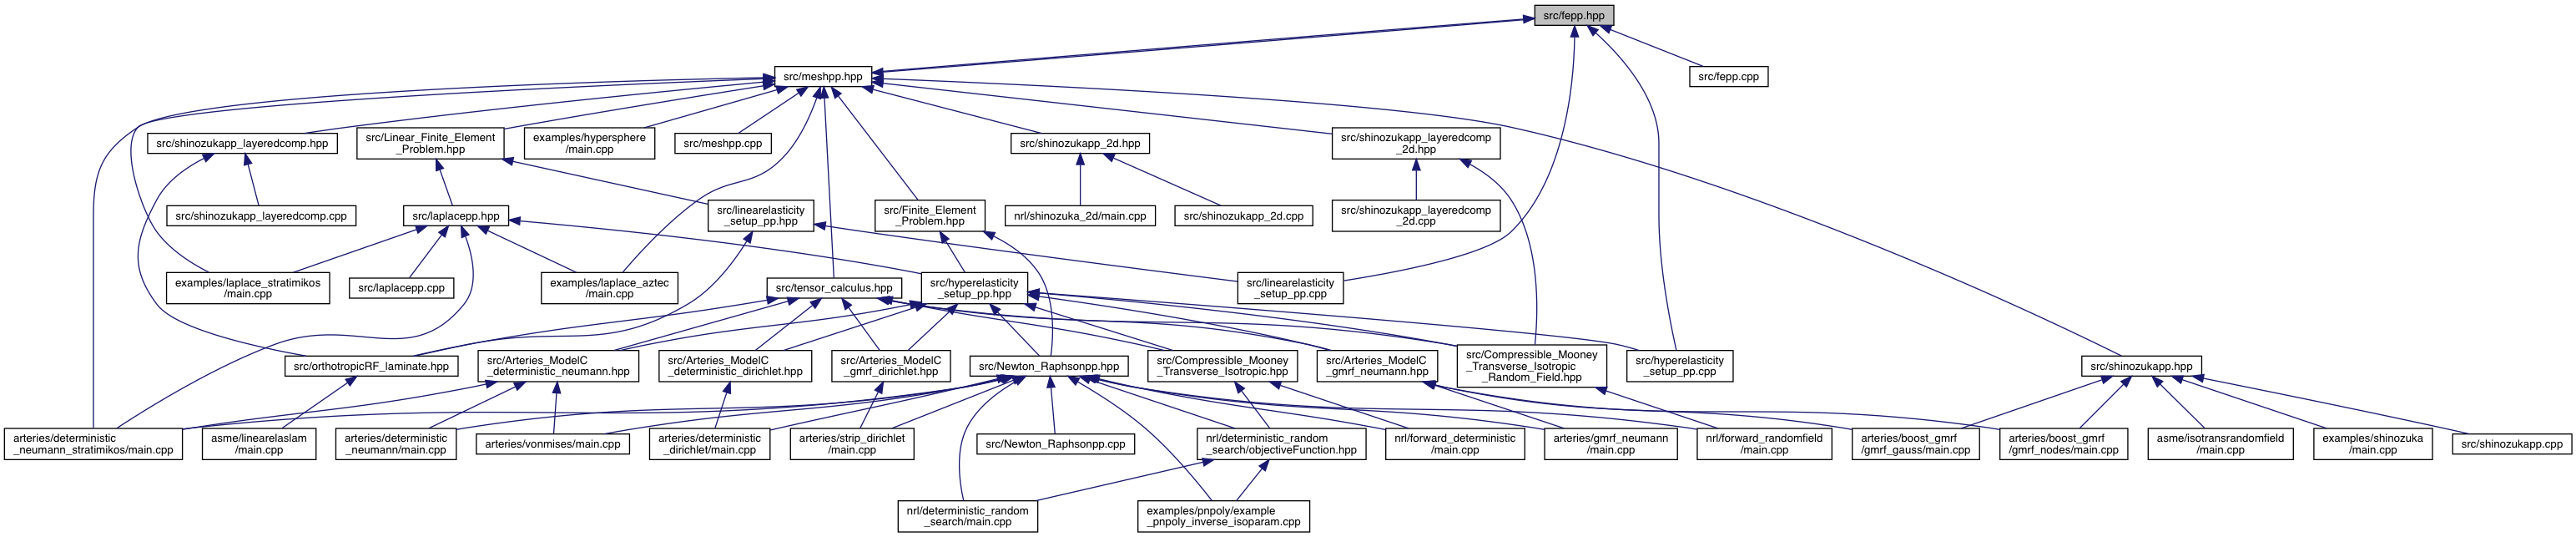 src/fepp.hpp
src/meshpp.hpp
src/fepp.cpp
src/shinozukapp_layeredcomp.hpp
src/Linear_Finite_Element
_Problem.hpp
examples/hypersphere
/main.cpp
src/meshpp.cpp
src/shinozukapp_2d.hpp
src/shinozukapp_layeredcomp
_2d.hpp
src/shinozukapp_layeredcomp.cpp
src/laplacepp.hpp
src/linearelasticity
_setup_pp.hpp
src/Finite_Element
_Problem.hpp
nrl/shinozuka_2d/main.cpp
src/shinozukapp_2d.cpp
src/shinozukapp_layeredcomp
_2d.cpp
examples/laplace_stratimikos
/main.cpp
src/laplacepp.cpp
examples/laplace_aztec
/main.cpp
src/tensor_calculus.hpp
src/hyperelasticity
_setup_pp.hpp
src/linearelasticity
_setup_pp.cpp
src/orthotropicRF_laminate.hpp
src/Arteries_ModelC
_deterministic_neumann.hpp
src/Arteries_ModelC
_deterministic_dirichlet.hpp
src/Arteries_ModelC
_gmrf_dirichlet.hpp
src/Newton_Raphsonpp.hpp
src/Compressible_Mooney
_Transverse_Isotropic.hpp
src/Arteries_ModelC
_gmrf_neumann.hpp
src/Compressible_Mooney
_Transverse_Isotropic
_Random_Field.hpp
src/hyperelasticity
_setup_pp.cpp
src/shinozukapp.hpp
arteries/deterministic
_neumann_stratimikos/main.cpp
asme/linearelaslam
/main.cpp
arteries/deterministic
_neumann/main.cpp
arteries/vonmises/main.cpp
arteries/deterministic
_dirichlet/main.cpp
arteries/strip_dirichlet
/main.cpp
src/Newton_Raphsonpp.cpp
nrl/deterministic_random
_search/objectiveFunction.hpp
nrl/forward_deterministic
/main.cpp
arteries/gmrf_neumann
/main.cpp
nrl/forward_randomfield
/main.cpp
arteries/boost_gmrf
/gmrf_gauss/main.cpp
arteries/boost_gmrf
/gmrf_nodes/main.cpp
asme/isotransrandomfield
/main.cpp
examples/shinozuka
/main.cpp
src/shinozukapp.cpp
nrl/deterministic_random
_search/main.cpp
examples/pnpoly/example
_pnpoly_inverse_isoparam.cpp